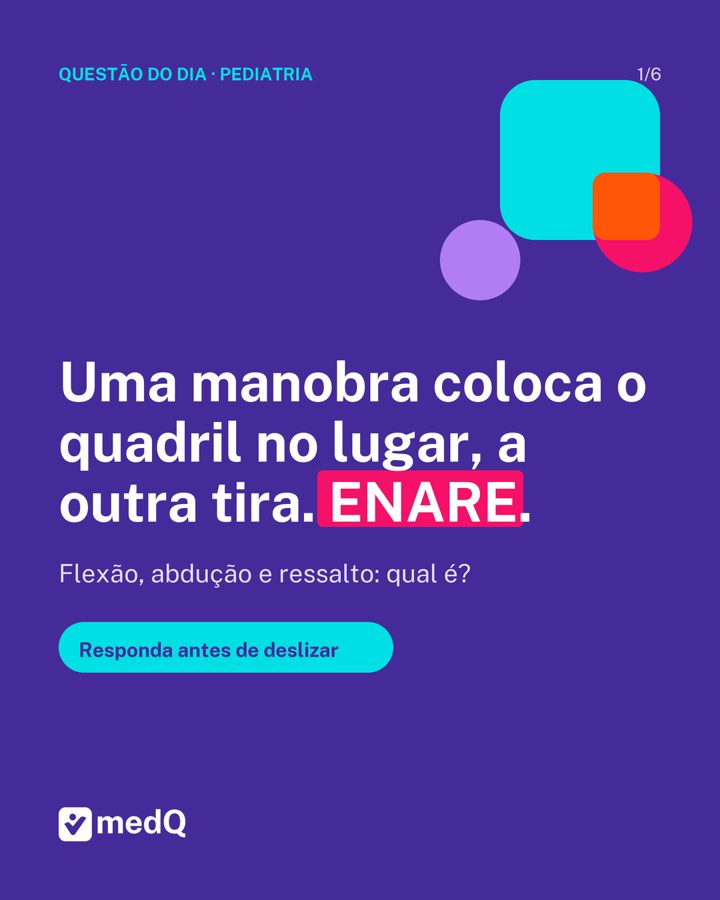 QUESTÃO DO DIA · PEDIATRIA
1/6
Uma manobra coloca o
quadril no lugar, a
outra tira. ENARE.
Flexão, abdução e ressalto: qual é?
Responda antes de deslizar
medQ